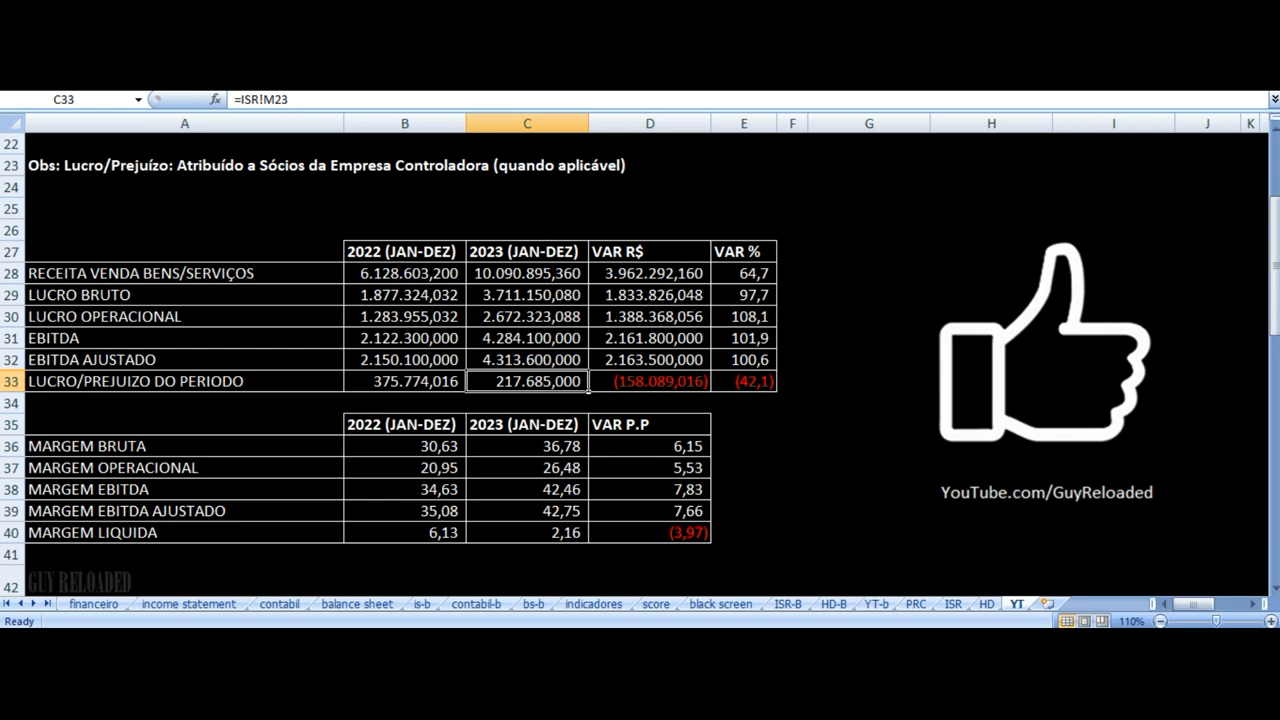 C33 fx =ISR!M23
A B C D E F G H I J K
22
23 Obs: Lucro/Prejuízo: Atribuído a Sócios da Empresa Controladora (quando aplicável)
24
25
26
27 2022 (JAN-DEZ) 2023 (JAN-DEZ) VAR R$ VAR %
28 RECEITA VENDA BENS/SERVIÇOS 6.128.603,200 10.090.895,360 3.962.292,160 64,7
29 LUCRO BRUTO 1.877.324,032 3.711.150,080 1.833.826,048 97,7
30 LUCRO OPERACIONAL 1.283.955,032 2.672.323,088 1.388.368,056 108,1
31 EBITDA 2.122.300,000 4.284.100,000 2.161.800,000 101,9
32 EBITDA AJUSTADO 2.150.100,000 4.313.600,000 2.163.500,000 100,6
33 LUCRO/PREJUIZO DO PERIODO 375.774,016 217.685,000 (158.089,016) (42,1)
34
35 2022 (JAN-DEZ) 2023 (JAN-DEZ) VAR P.P
36 MARGEM BRUTA 30,63 36,78 6,15
37 MARGEM OPERACIONAL 20,95 26,48 5,53
38 MARGEM EBITDA 34,63 42,46 7,83
39 MARGEM EBITDA AJUSTADO 35,08 42,75 7,66
40 MARGEM LIQUIDA 6,13 2,16 (3,97)
41
42 GUY RELOADED
YouTube.com/GuyReloaded
financeiro income statement contabil balance sheet is-b contabil-b bs-b indicadores score black screen ISR-B HD-B YT-b PRC ISR HD YT
Ready 110%